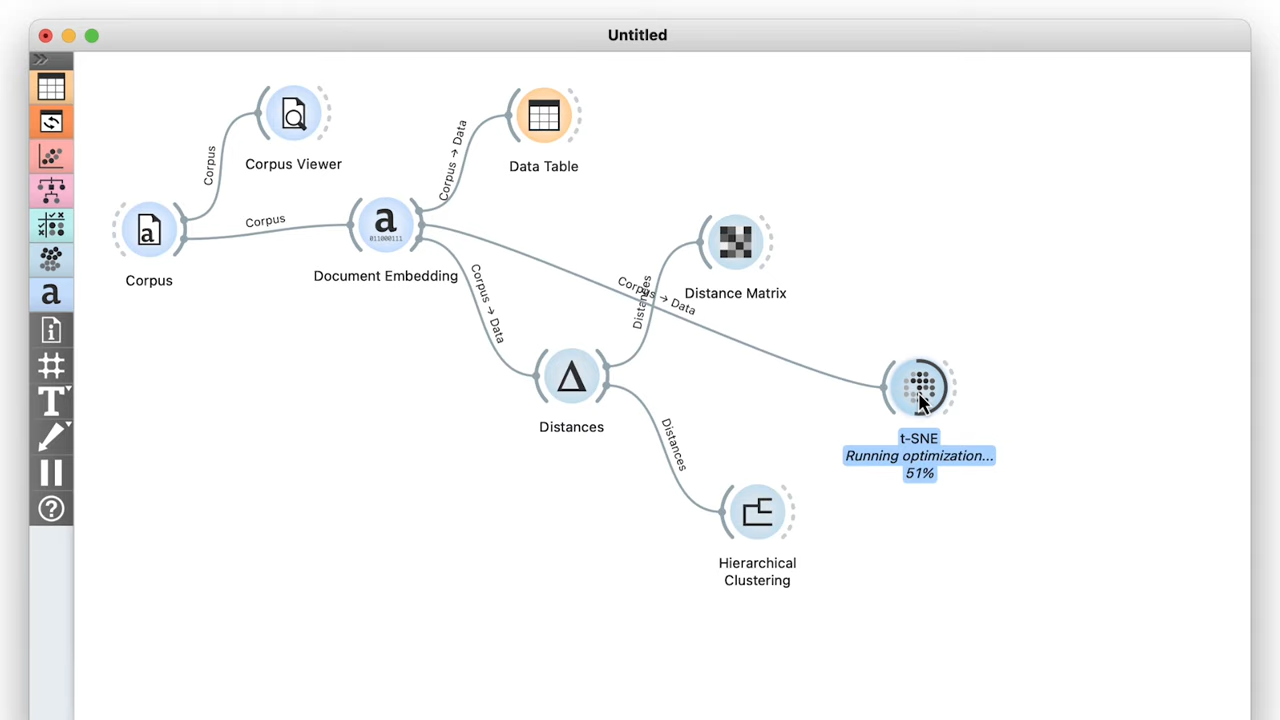 Untitled
Corpus Viewer
Data Table
Corpus
Corpus → Data
Corpus
a
Corpus
a
011000111
Document Embedding
Corpus → Data
Corpus → Data
Distances
Distance Matrix
a
T
?
Δ
Distances
Distances
t-SNE
Running optimization...
51%
Hierarchical
Clustering